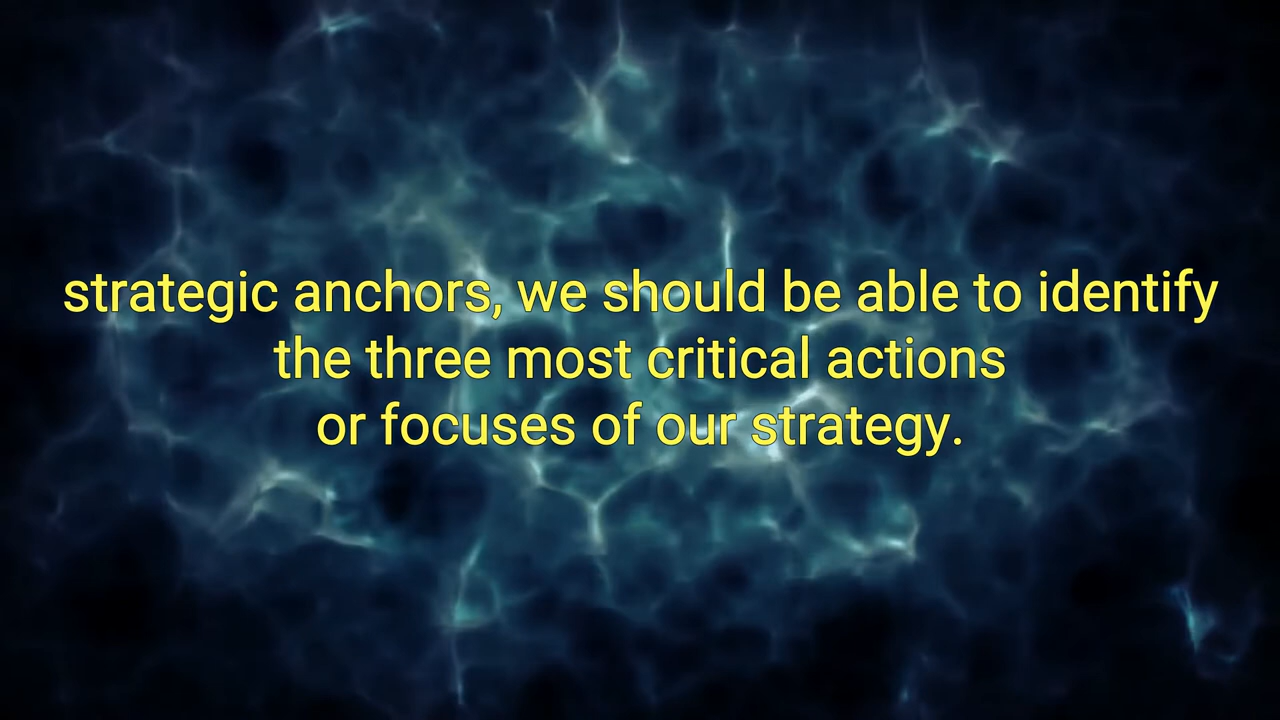 strategic anchors, we should be able to identify
the three most critical actions
or focuses of our strategy.